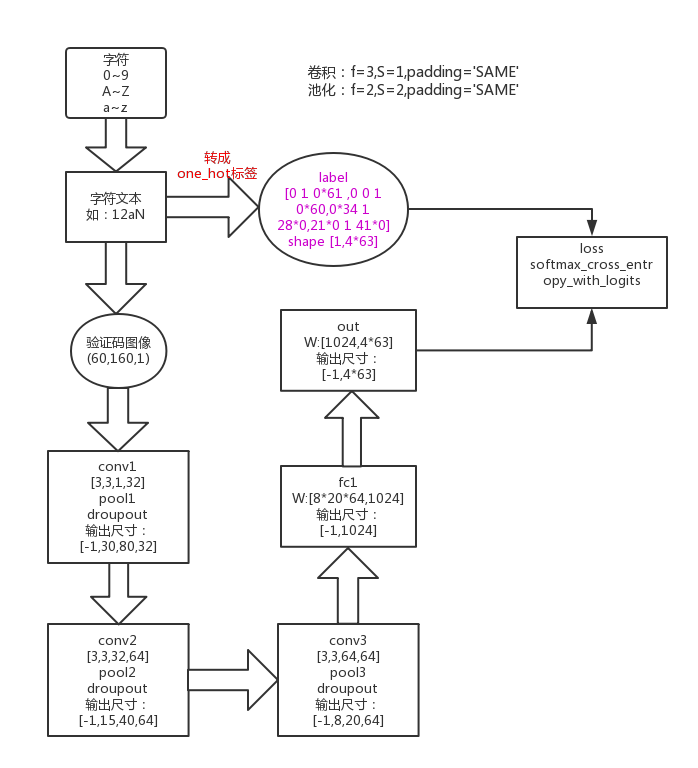 字符
0~9
A~Z
a~z
卷积：f=3,S=1,padding='SAME'
池化：f=2,S=2,padding='SAME'
字符文本
如：12aN
转成
one_hot标签
label
[0 1 0*61 ,0 0 1
0*60,0*34 1
28*0,21*0 1 41*0]
shape [1,4*63]
loss
softmax_cross_entr
opy_with_logits
验证码图像
(60,160,1)
out
W:[1024,4*63]
输出尺寸：
[-1,4*63]
conv1
[3,3,1,32]
pool1
droupout
输出尺寸：
[-1,30,80,32]
fc1
W:[8*20*64,1024]
输出尺寸：
[-1,1024]
conv2
[3,3,32,64]
pool2
droupout
输出尺寸：
[-1,15,40,64]
conv3
[3,3,64,64]
pool3
droupout
输出尺寸：
[-1,8,20,64]